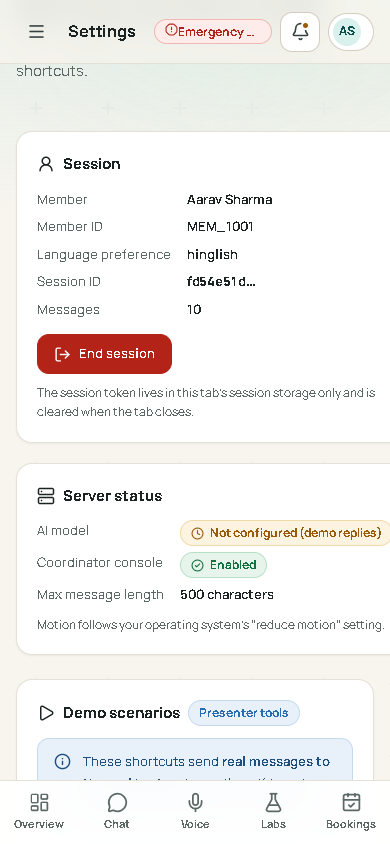 Settings
Emergency ...
AS
shortcuts.
Session
Member Aarav Sharma
Member ID MEM_1001
Language preference hinglish
Session ID fd54e51d...
Messages 10
End session
The session token lives in this tab's session storage only and is
cleared when the tab closes.
Server status
AI model Not configured (demo replies)
Coordinator console Enabled
Max message length 500 characters
Motion follows your operating system's "reduce motion" setting.
Demo scenarios Presenter tools
These shortcuts send real messages to
Overview Chat Voice Labs Bookings